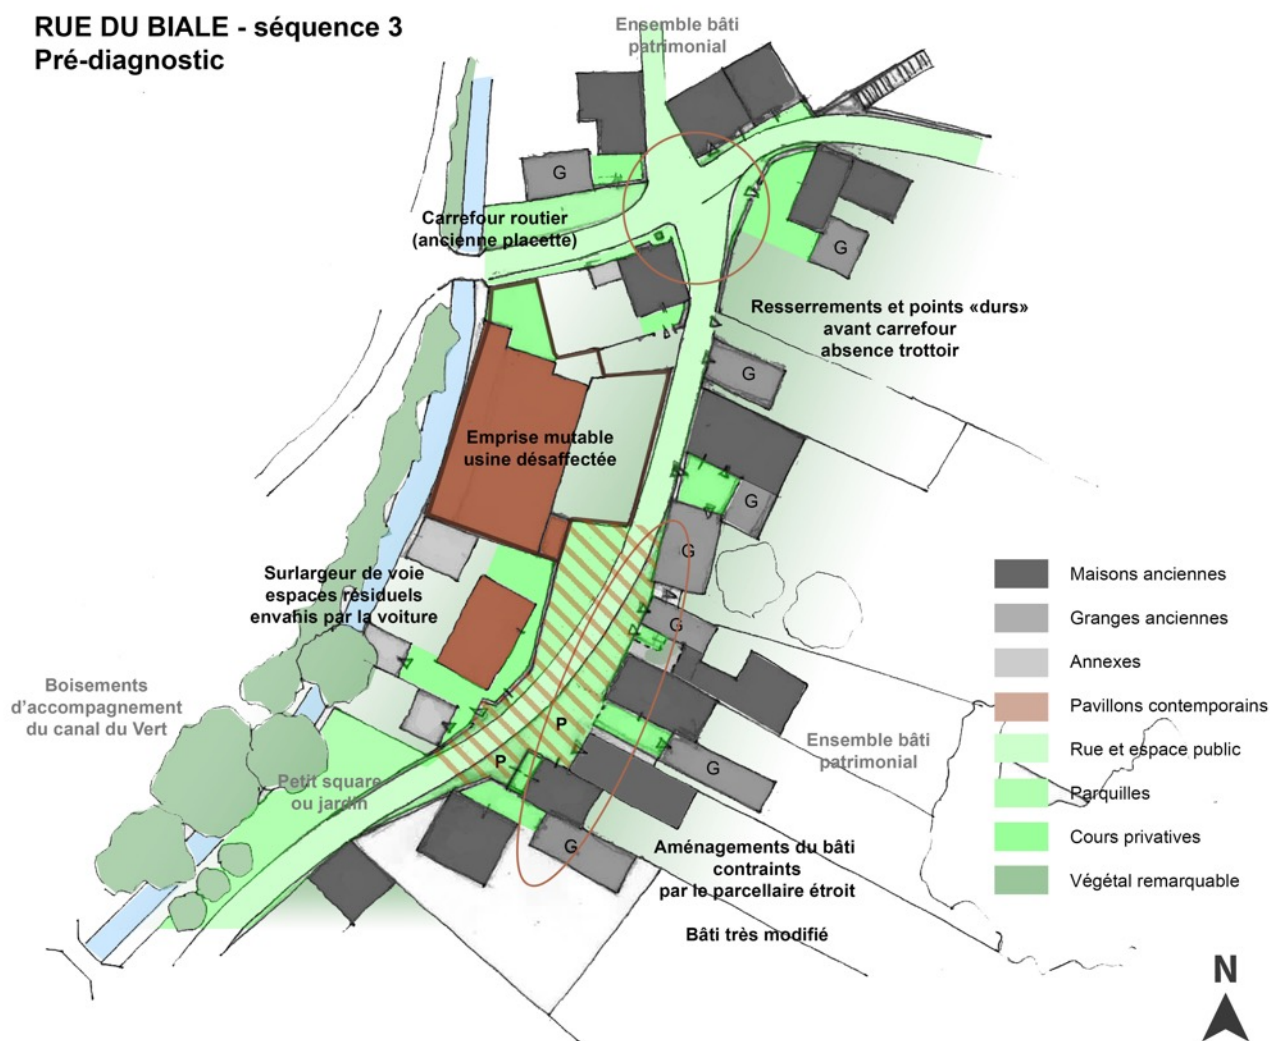 RUE DU BIALE - séquence 3
Pré-diagnostic
Ensemble bâti
patrimonial
G
Carrefour routier
(ancienne placette)
G
Resserrements et points «durs»
avant carrefour
absence trottoir
G
Emprise mutable
usine désaffectée
G
G
Surlargeur de voie
espaces résiduels
envahis par la voiture
G
Boisements
d'accompagnement
du canal du Vert
Petit square
ou jardin
P
P
G
Ensemble bâti
patrimonial
G
Aménagements du bâti
contraints
par le parcellaire étroit
Bâti très modifié
Maisons anciennes
Granges anciennes
Annexes
Pavillons contemporains
Rue et espace public
Parquilles
Cours privatives
Végétal remarquable
N